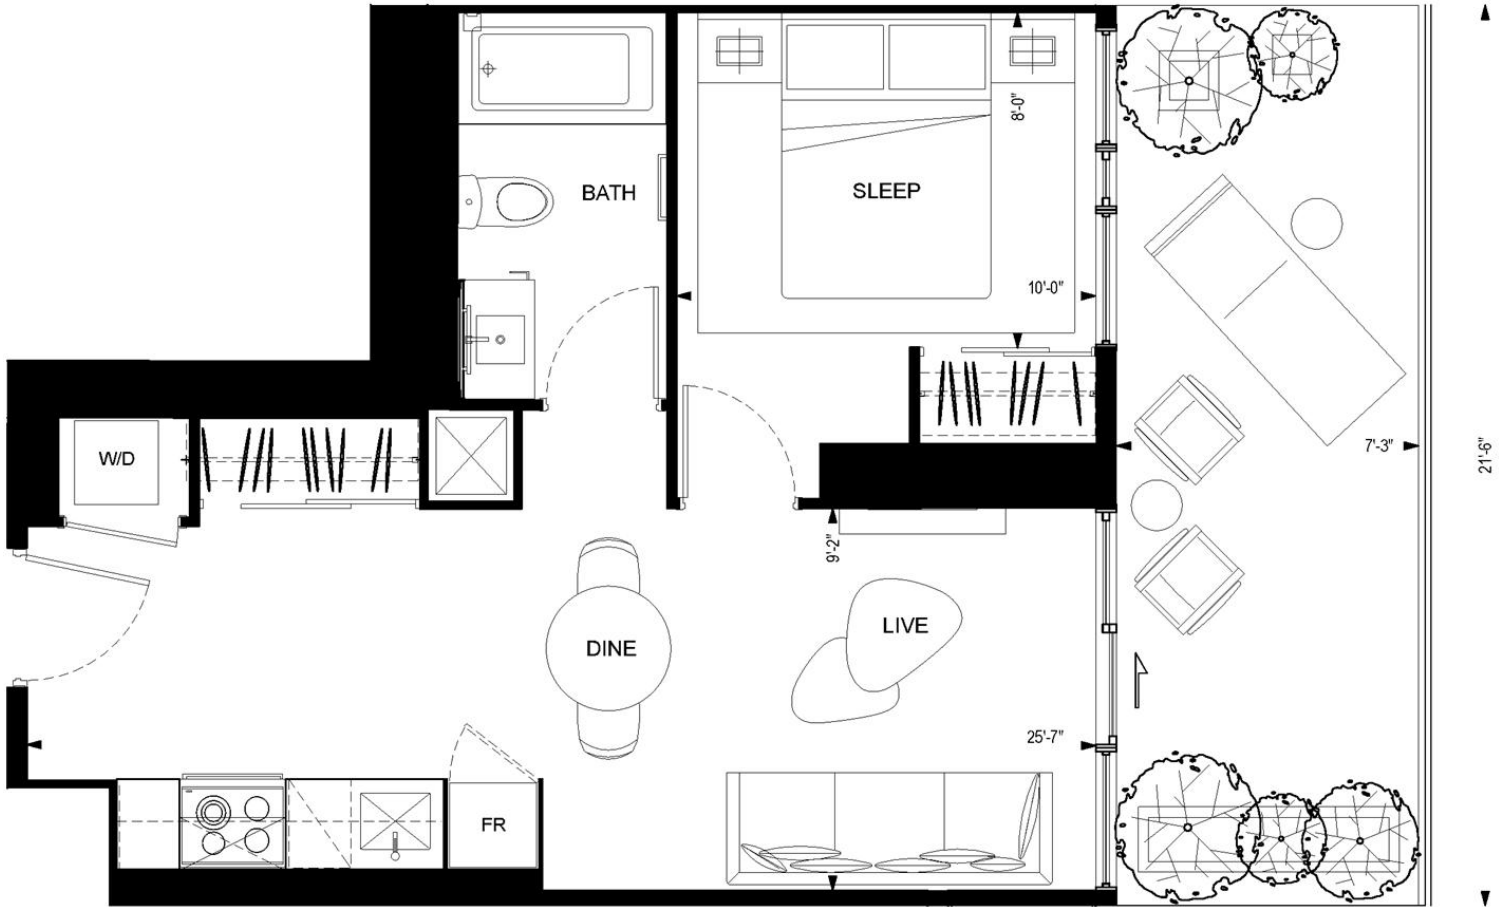 8'-0"
BATH
SLEEP
10'-0"
W/D
7'-3"
21'-6"
9'-2"
LIVE
DINE
25'-7"
FR